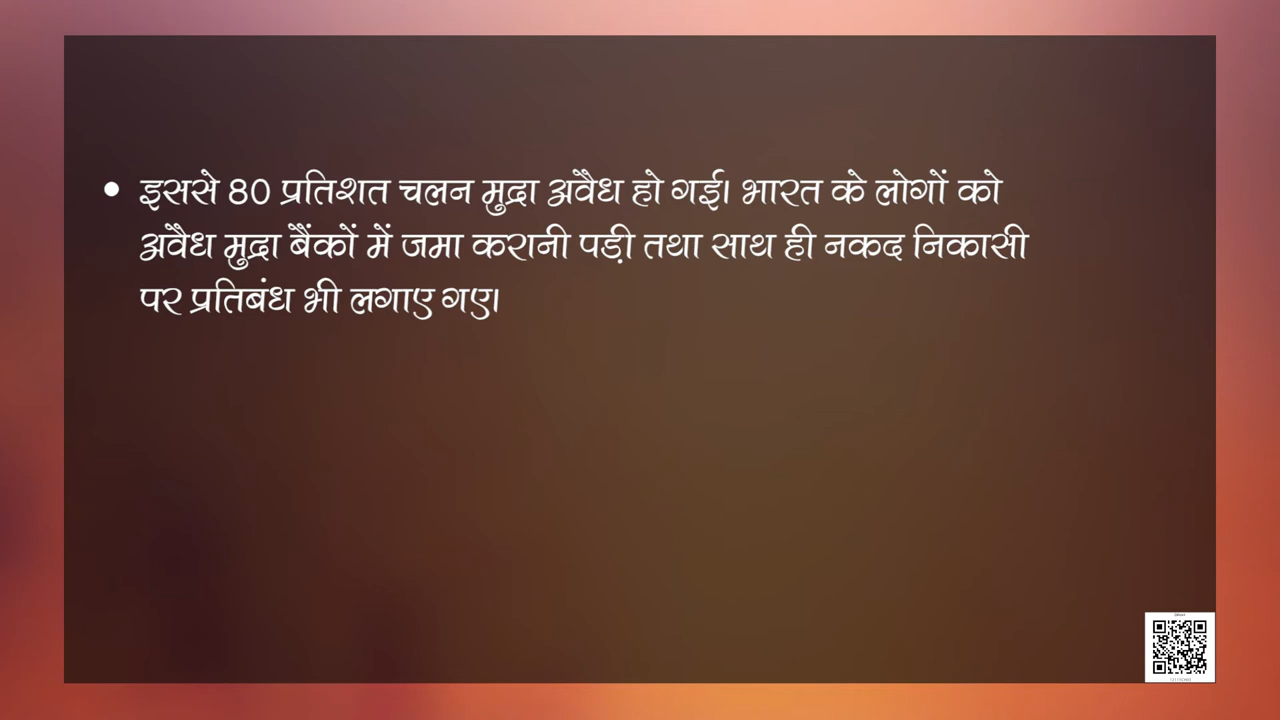 • इससे 80 प्रतिशत चलन मुद्रा अवैध हो गई। भारत के लोगों को
अवैध मुद्रा बैंकों में जमा करानी पड़ी तथा साथ ही नकद निकासी
पर प्रतिबंध भी लगाए गए।